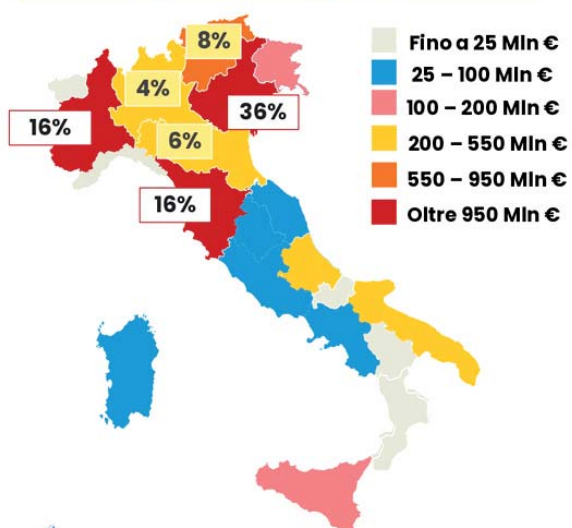 8%
4%
36%
16%
6%
16%
Fino a 25 Mln €
25 – 100 Mln €
100 – 200 Mln €
200 – 550 Mln €
550 – 950 Mln €
Oltre 950 Mln €